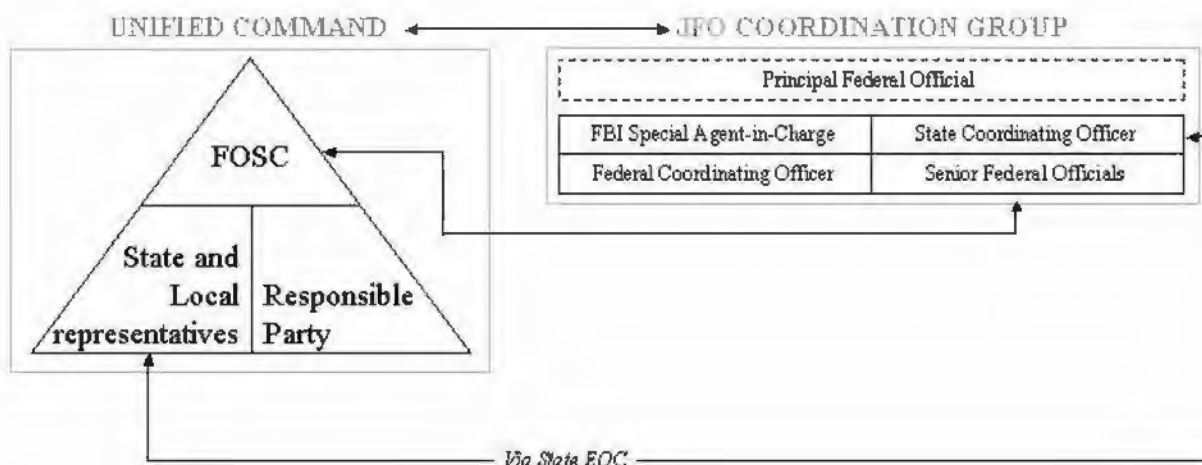 UNIFIED COMMAND
JFO COORDINATION GROUP
Principal Federal Official
FBI Special Agent-in-Charge
State Coordinating Officer
Federal Coordinating Officer
Senior Federal Officials
FOSC
State and
Local
representatives
Responsible
Party
Via State EOC